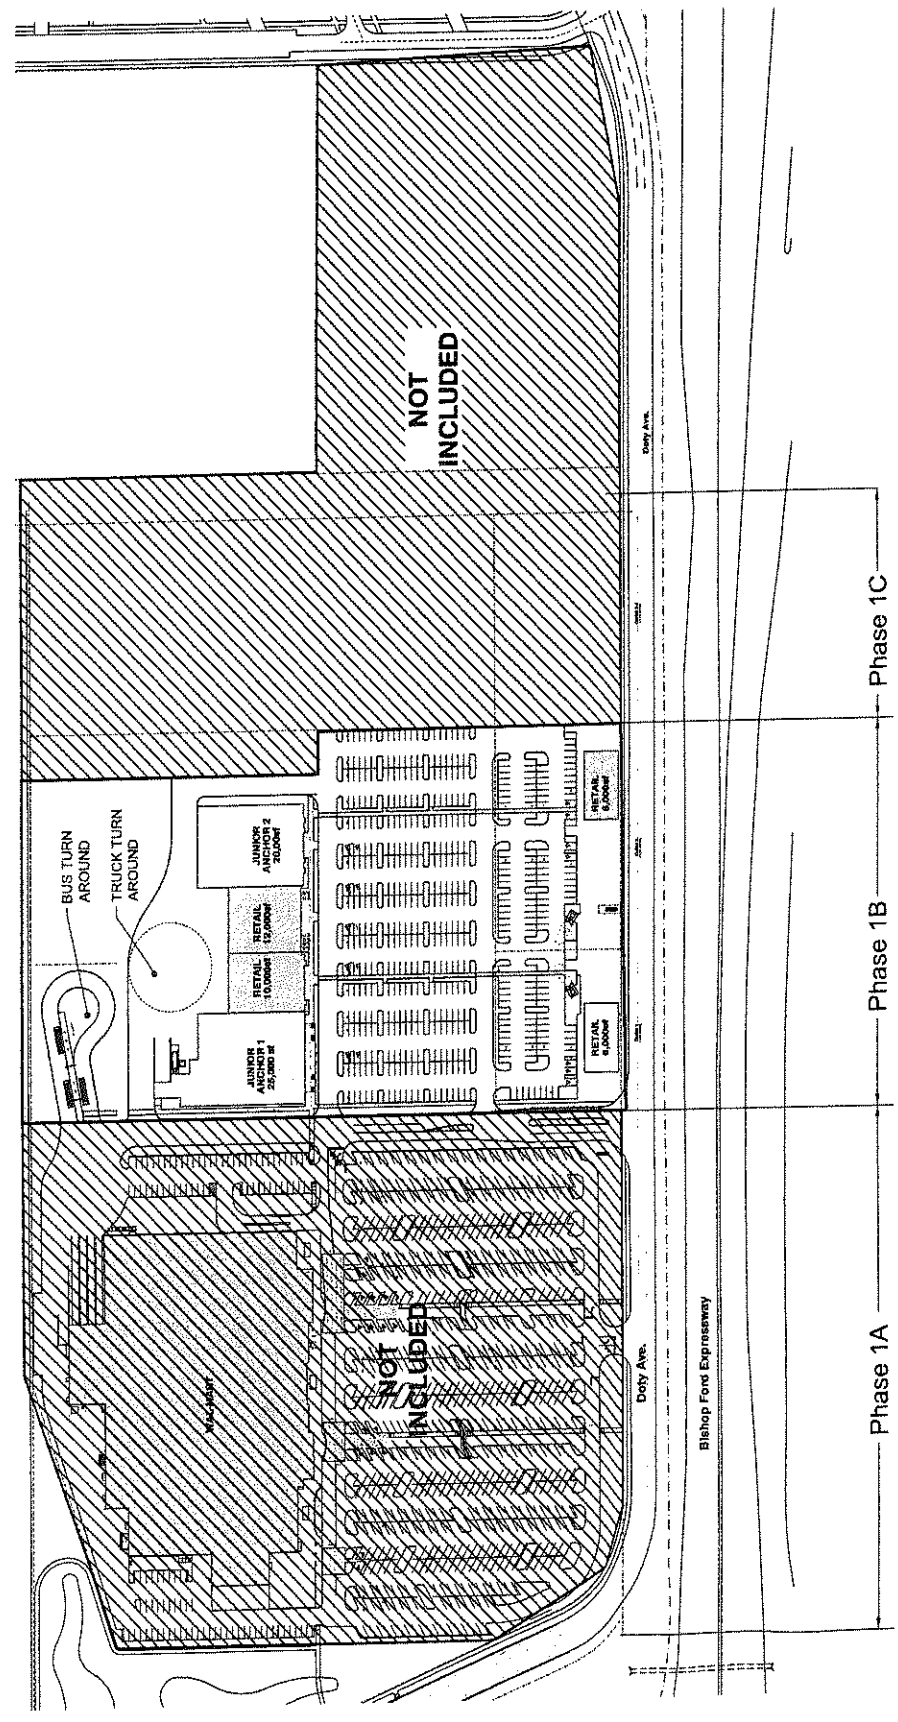 NOT
INCLUDED
Doty Ave.
Phase 1C
BUS TURN
AROUND
TRUCK TURN
AROUND
JUNIOR
ANCHOR 2
20,00sf
RETAIL
12,000sf
RETAIL
10,000sf
JUNIOR
ANCHOR 1
25,000 sf
RETAIL
6,000sf
RETAIL
6,000sf
Phase 1B
WAL-MART
NOT
INCLUDED
Doty Ave.
Bishop Ford Expressway
Phase 1A